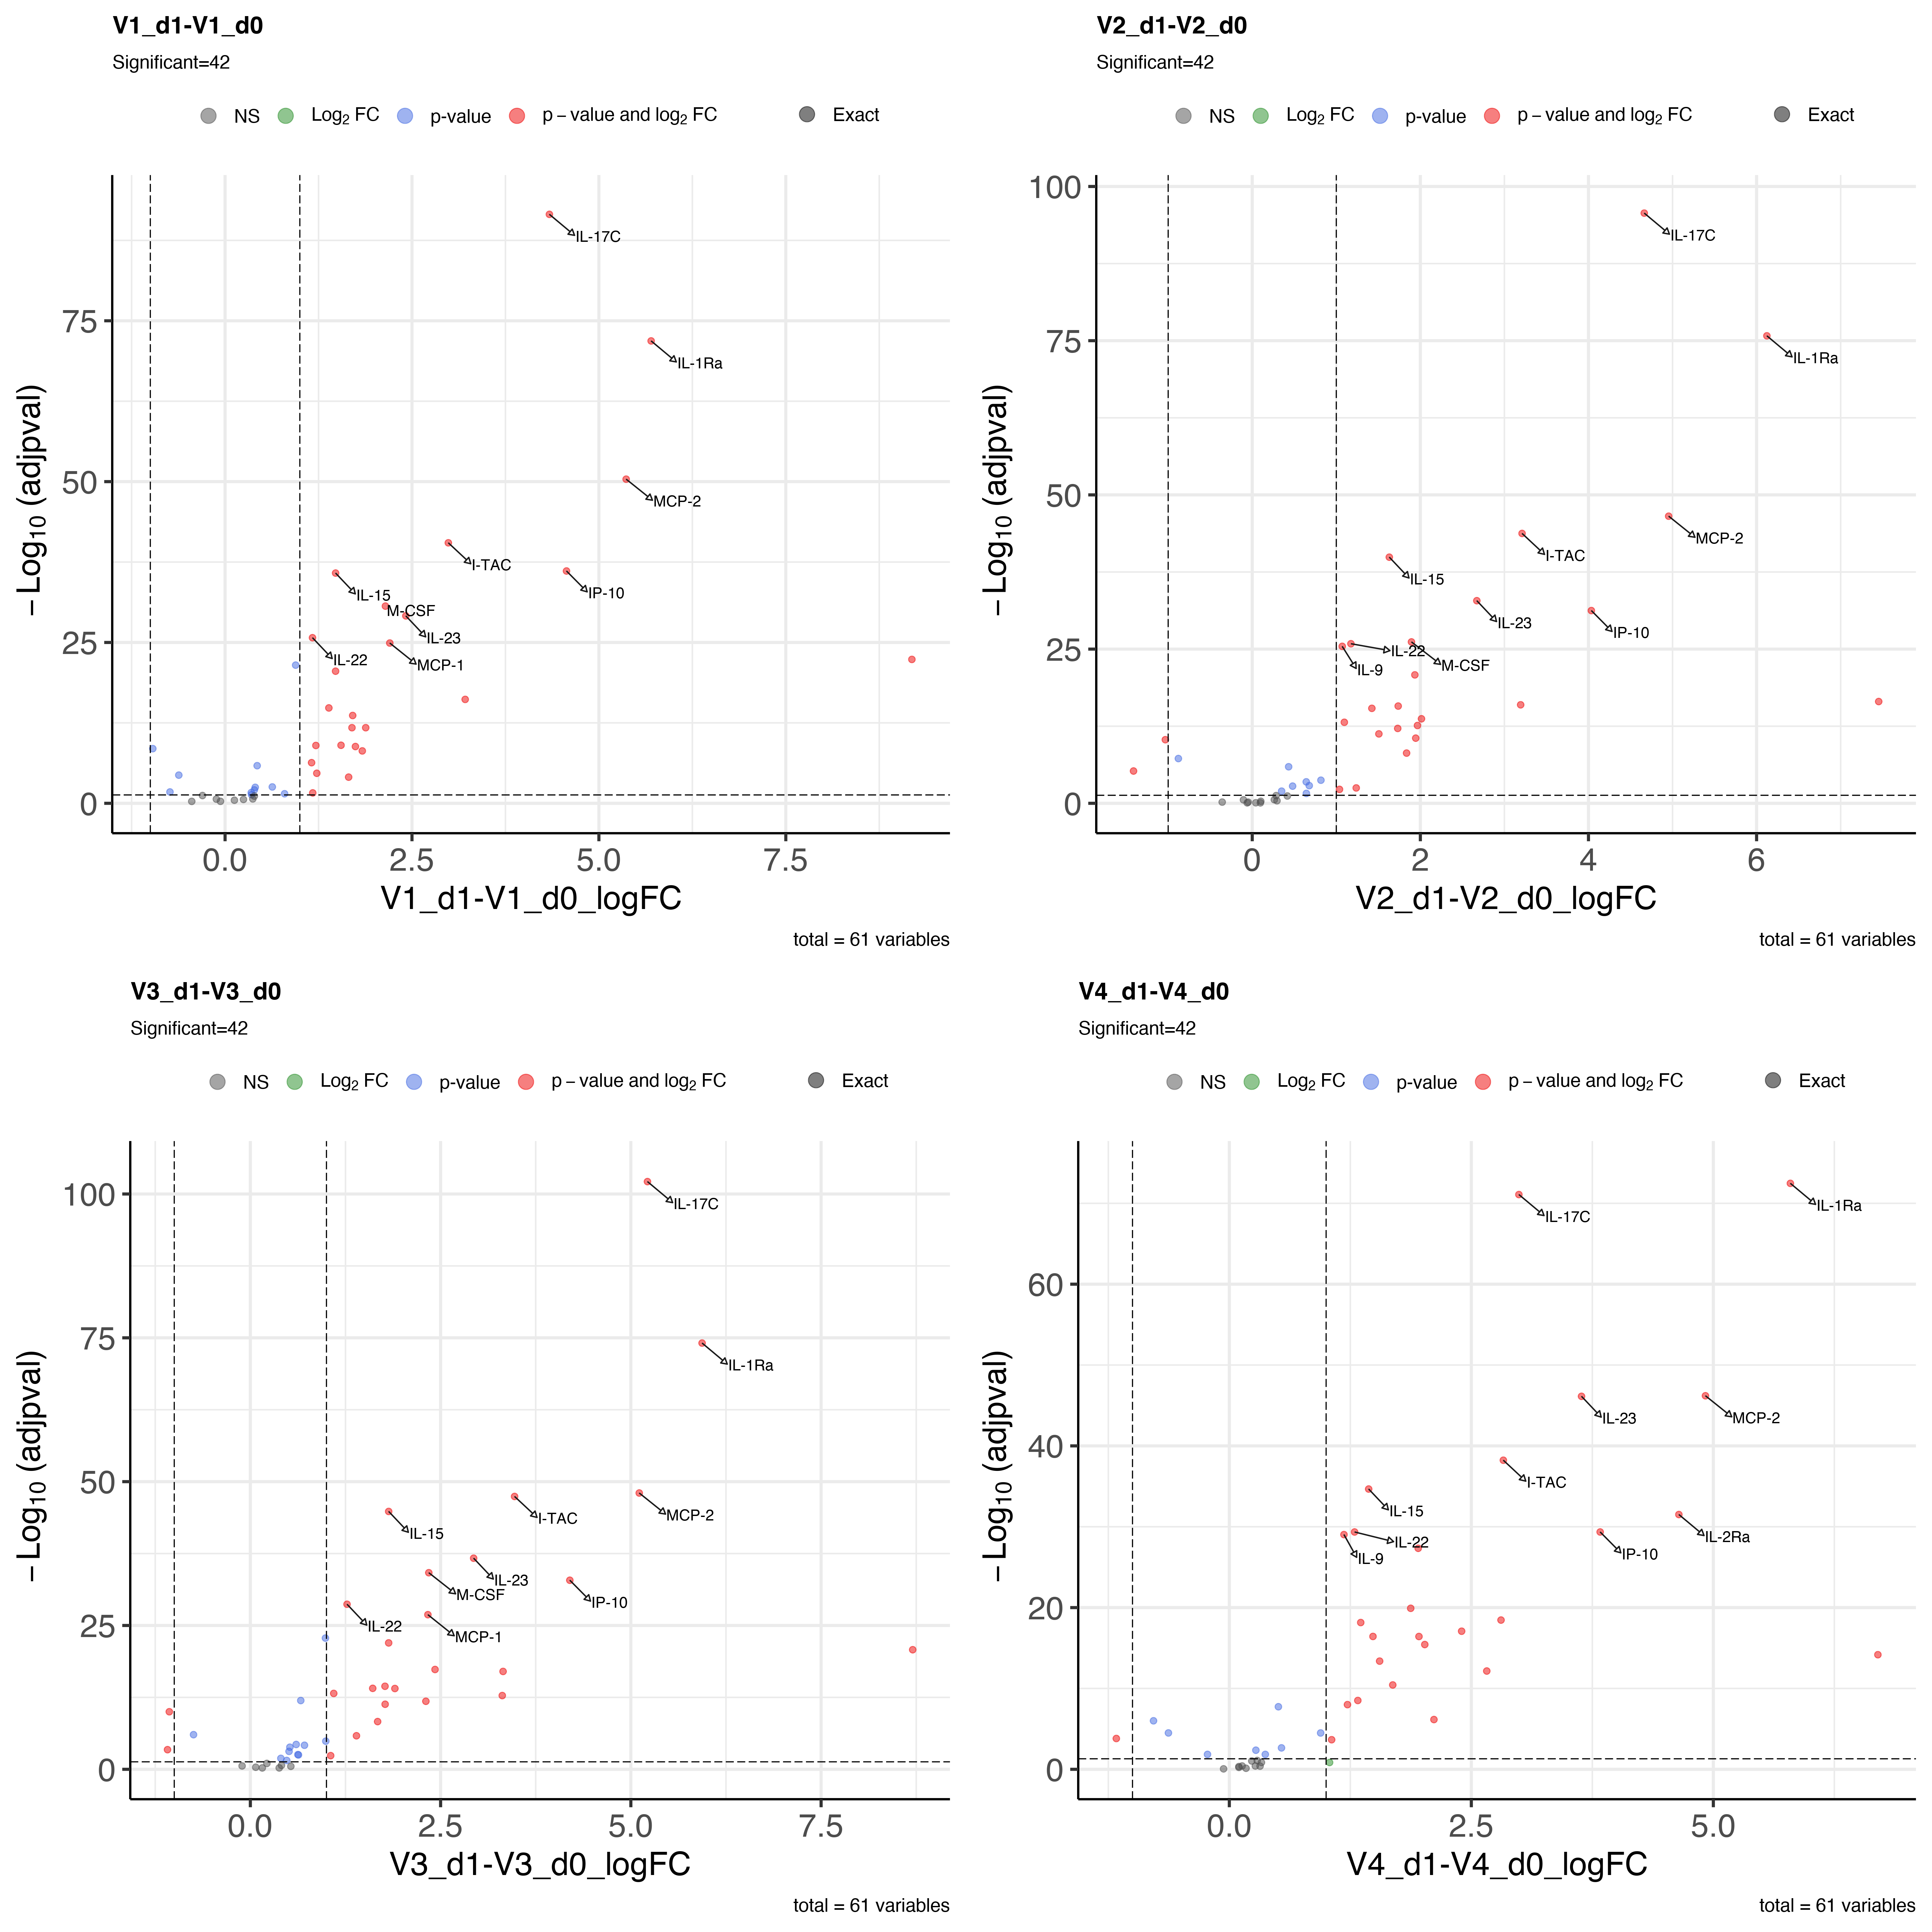 V1_d1-V1_d0
Significant=42
NS Log2 FC p-value p − value and log2 FC Exact
− Log10 (adjpval)
75
50
25
0
IL-17C
IL-1Ra
MCP-2
I-TAC
IP-10
IL-15
M-CSF
IL-23
IL-22
MCP-1
0.0 2.5 5.0 7.5
V1_d1-V1_d0_logFC
total = 61 variables
V2_d1-V2_d0
Significant=42
NS Log2 FC p-value p − value and log2 FC Exact
− Log10 (adjpval)
100
75
50
25
0
IL-17C
IL-1Ra
MCP-2
I-TAC
IL-15
IL-23
IP-10
IL-22
M-CSF
IL-9
0 2 4 6
V2_d1-V2_d0_logFC
total = 61 variables
V3_d1-V3_d0
Significant=42
NS Log2 FC p-value p − value and log2 FC Exact
− Log10 (adjpval)
100
75
50
25
0
IL-17C
IL-1Ra
MCP-2
I-TAC
IL-15
IL-23
M-CSF
IP-10
IL-22
MCP-1
0.0 2.5 5.0 7.5
V3_d1-V3_d0_logFC
total = 61 variables
V4_d1-V4_d0
Significant=42
NS Log2 FC p-value p − value and log2 FC Exact
− Log10 (adjpval)
60
40
20
0
IL-1Ra
IL-17C
IL-23
MCP-2
I-TAC
IL-15
IL-2Ra
IL-22
IP-10
IL-9
0.0 2.5 5.0
V4_d1-V4_d0_logFC
total = 61 variables